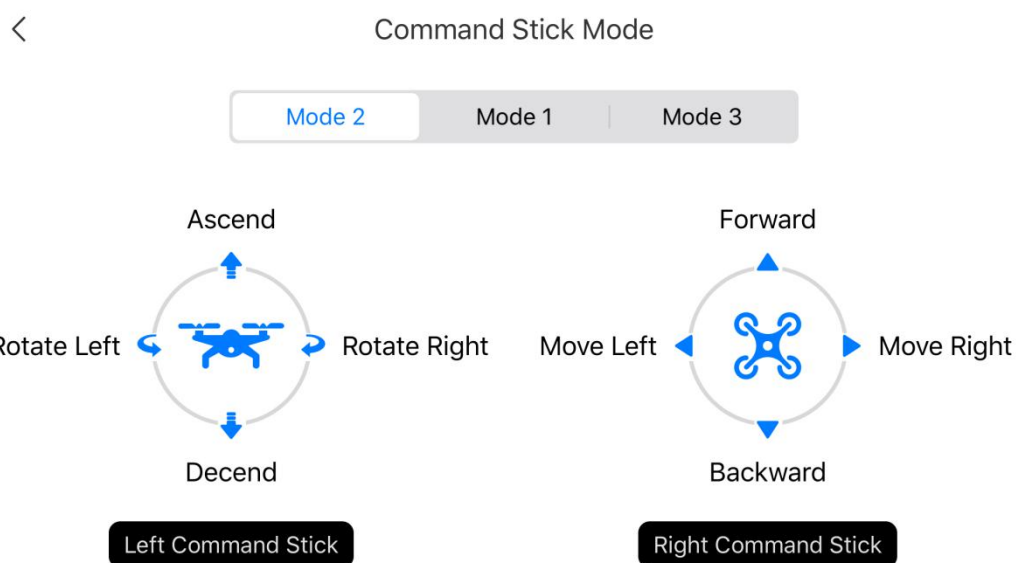 Command Stick Mode
Mode 2 Mode 1 Mode 3
Ascend
Rotate Left Rotate Right
Decend
Left Command Stick
Forward
Move Left Move Right
Backward
Right Command Stick